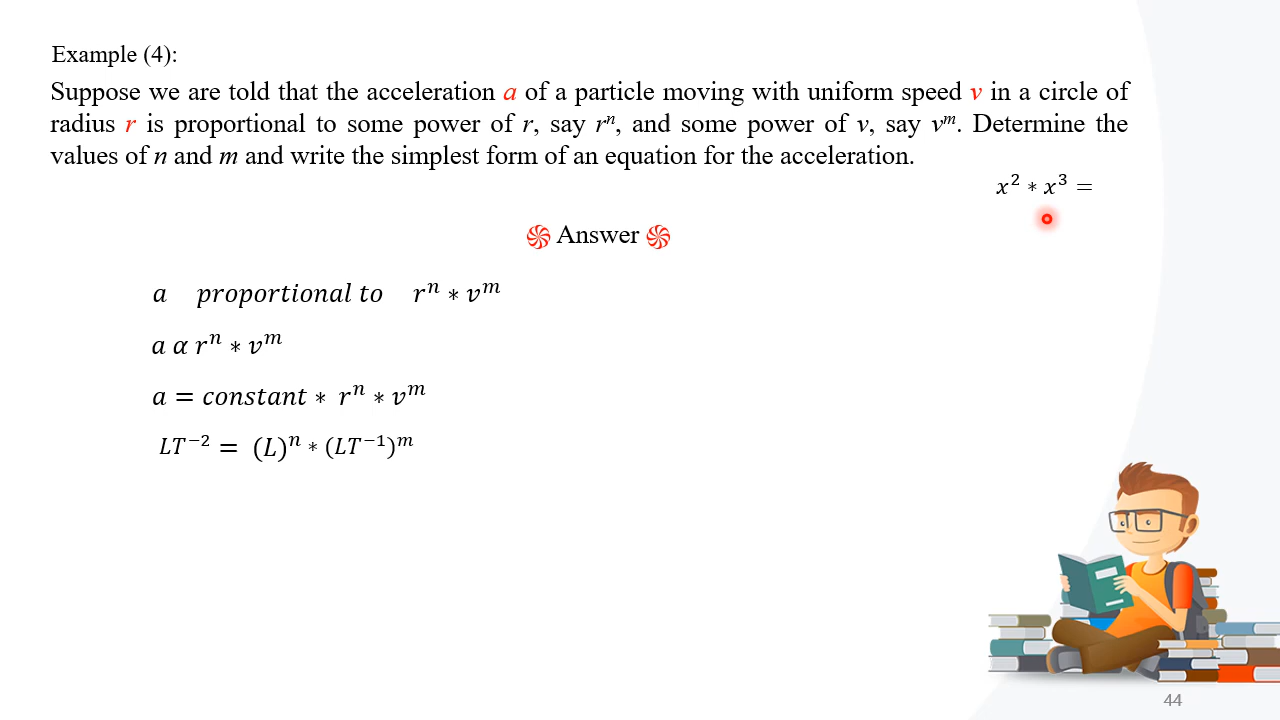 Example (4):
Suppose we are told that the acceleration a of a particle moving with uniform speed v in a circle of
radius r is proportional to some power of r, say rⁿ, and some power of v, say vᵐ. Determine the
values of n and m and write the simplest form of an equation for the acceleration.
x² * x³ =
Answer
a proportional to rⁿ * vᵐ
a α rⁿ * vᵐ
a = constant * rⁿ * vᵐ
LT⁻² = (L)ⁿ * (LT⁻¹)ᵐ
44